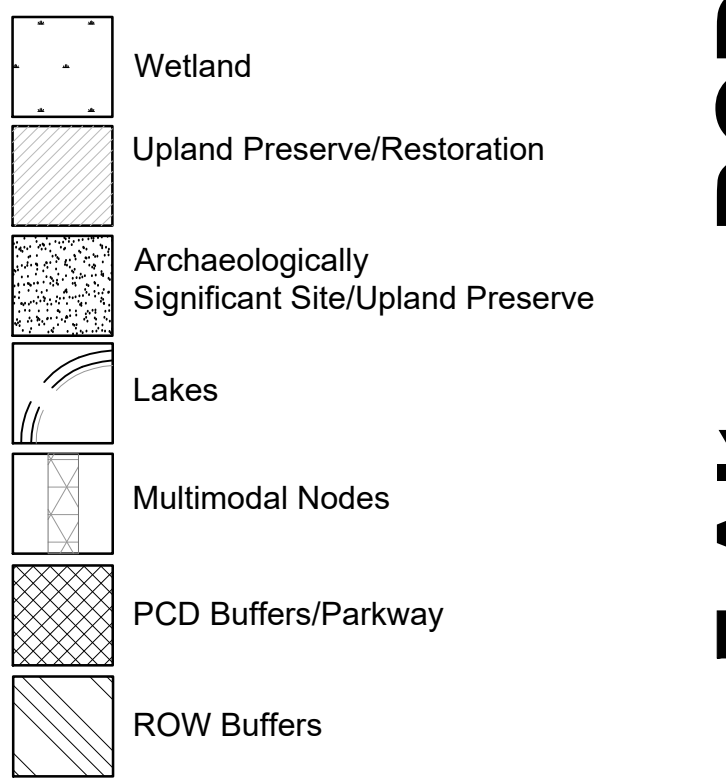 Wetland
Upland Preserve/Restoration
Archaeologically
Significant Site/Upland Preserve
Lakes
Multimodal Nodes
PCD Buffers/Parkway
ROW Buffers